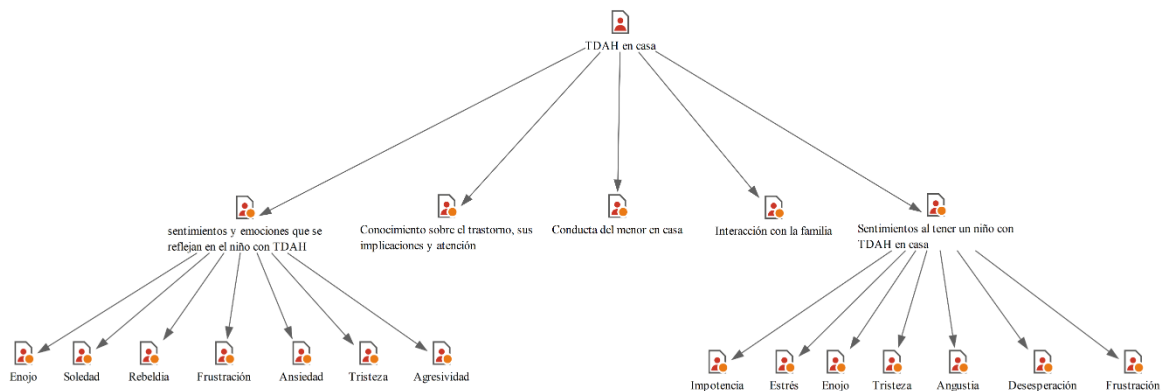 TDAH en casa
sentimientos y emociones que se
reflejan en el niño con TDAH
Conocimiento sobre el trastorno, sus
implicaciones y atención
Conducta del menor en casa
Interacción con la familia
Sentimientos al tener un niño con
TDAH en casa
Enojo
Soledad
Rebeldia
Frustración
Ansiedad
Tristeza
Agresividad
Impotencia
Estrés
Enojo
Tristeza
Angustia
Desesperación
Frustración